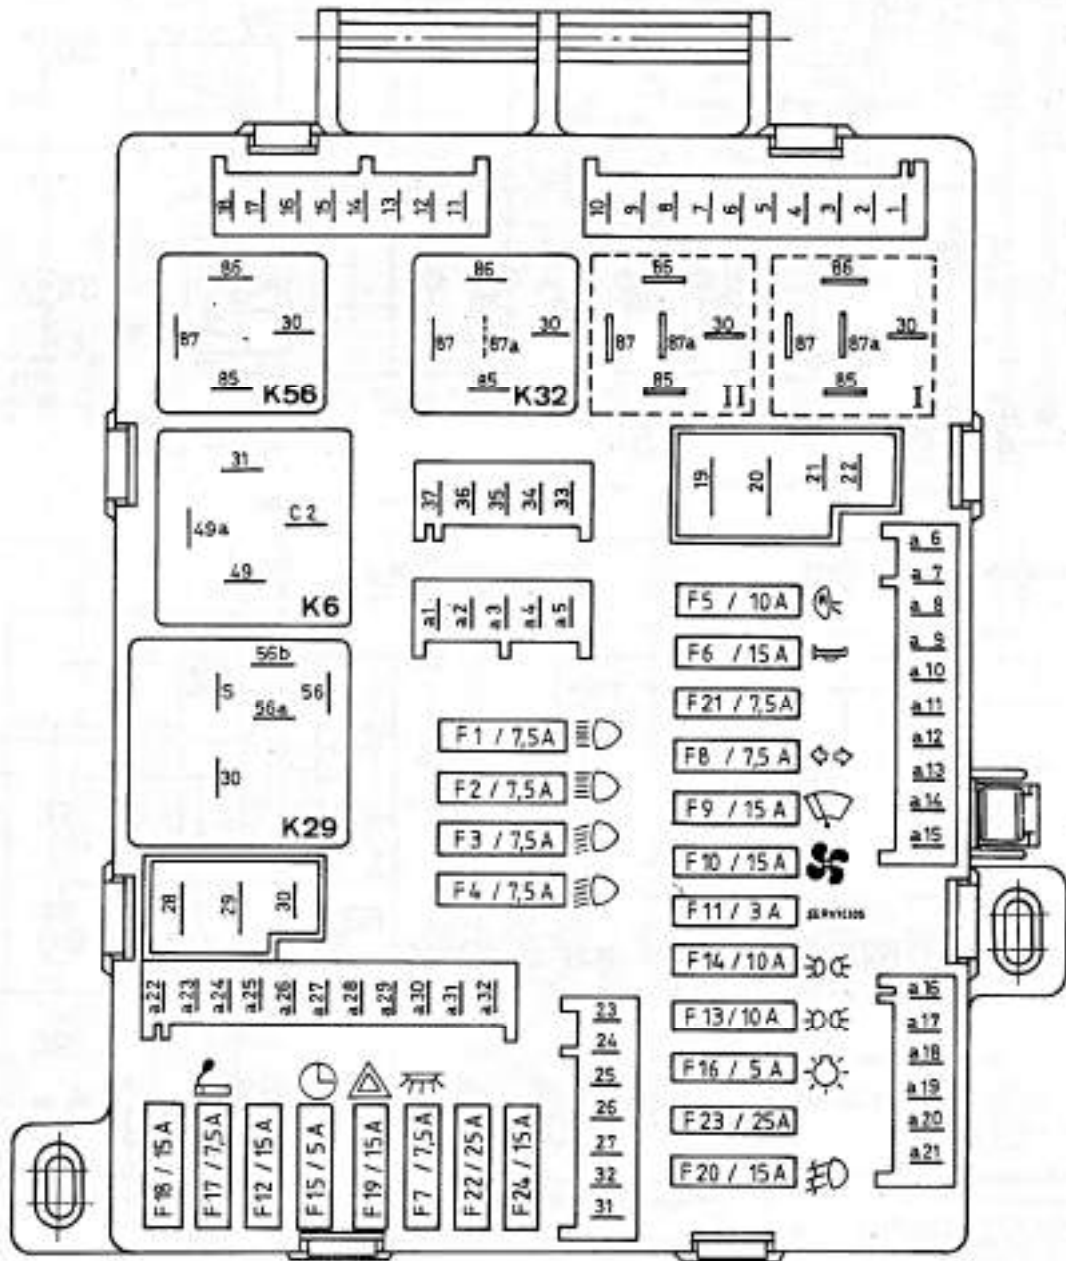 18 17 16 15 14 13 12 11
10 9 8 7 6 5 4 3 2 1
86
87
30
85
K56
86
87
87a
30
85
K32
85
87
87a
30
85
II
86
87
87a
30
85
I
31
49a
C2
49
K6
37 36 35 34 33
19 20 21 22
a1 a2 a3 a4 a5
56b
S
56
56a
30
K29
a 6
a 7
a 8
a 9
a10
a11
a12
a13
a14
a15
F5 / 10A
F6 / 15A
F21 / 7,5A
F8 / 7,5A
F9 / 15A
F10 / 15A
F11 / 3A SERVICIOS
F14 / 10A
F13 / 10A
F16 / 5A
F23 / 25A
F20 / 15A
F1 / 7,5A
F2 / 7,5A
F3 / 7,5A
F4 / 7,5A
28 29 30
a22 a23 a24 a25 a26 a27 a28 a29 a30 a31 a32
23
24
25
26
27
32
31
a16
a17
a18
a19
a20
a21
F18 / 15A
F17 / 7,5A
F12 / 15A
F15 / 5A
F19 / 15A
F7 / 7,5A
F22 / 25A
F24 / 15A